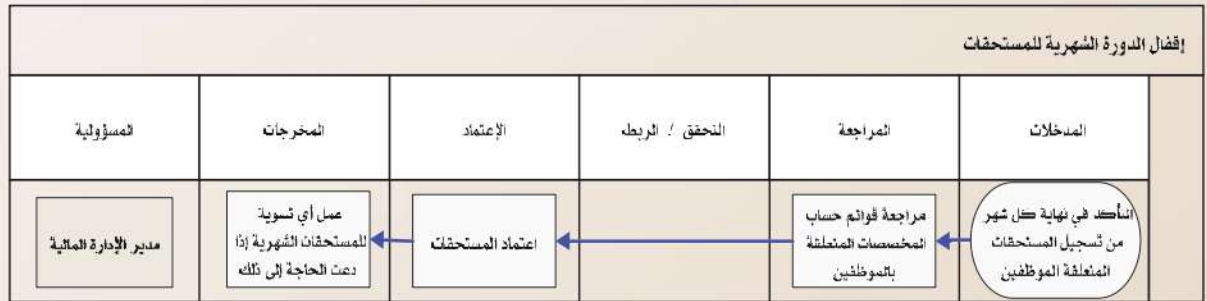 إقفال الدورة الشهرية للمستحقات
المدخلات
المراجعة
التحقق / الربط
الإعتماد
المخرجات
المسؤولية
التأكد في نهاية كل شهر
من تسجيل المستحقات
المتعلقة الموظفين
مراجعة قوائم حساب
المخصصات المتعلقة
بالموظفين
اعتماد المستحقات
عمل أي تسوية
للمستحقات الشهرية إذا
دعت الحاجة إلى ذلك
مدير الإدارة المالية